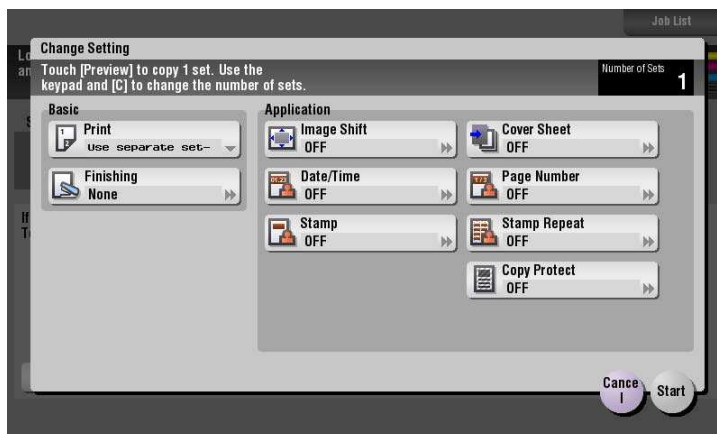 Job List
Change Setting
Touch [Preview] to copy 1 set. Use the
keypad and [C] to change the number of sets.
Number of Sets
1
Basic
Print
Use separate set-
Finishing
None
Application
Image Shift
OFF
Cover Sheet
OFF
Date/Time
OFF
Page Number
OFF
Stamp
OFF
Stamp Repeat
OFF
Copy Protect
OFF
Cance
l
Start